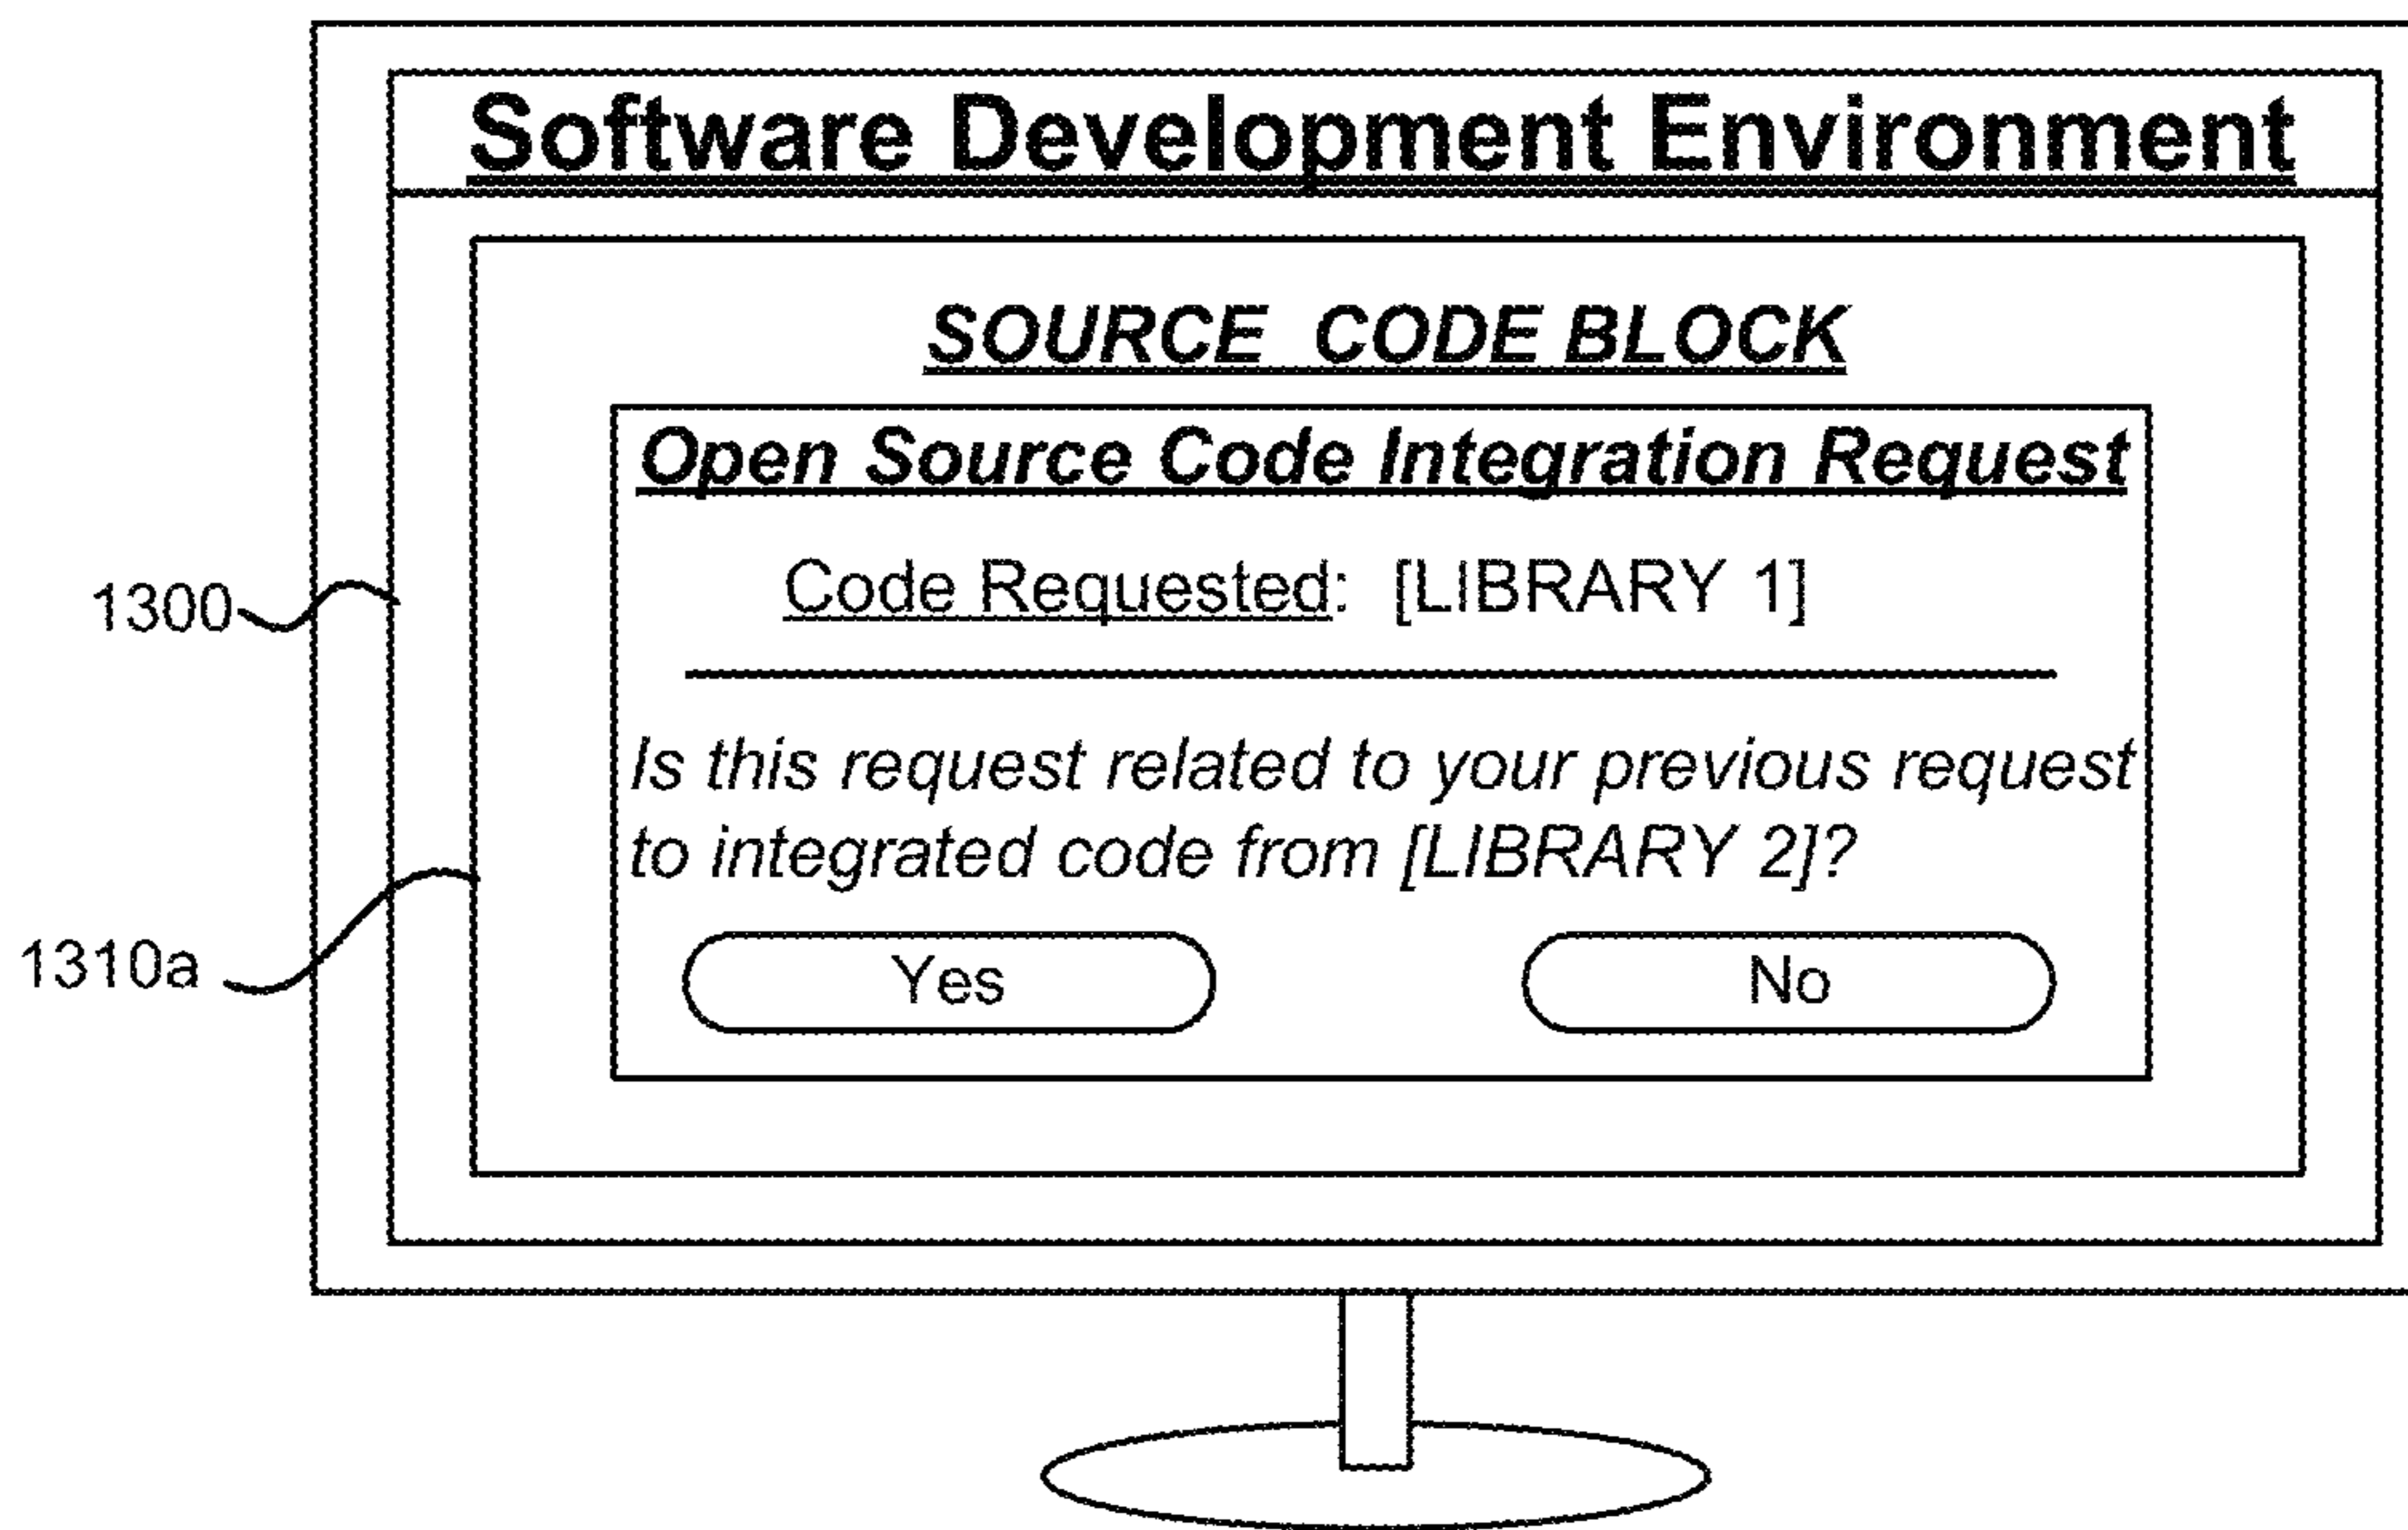 Software Development Environment
SOURCE CODE BLOCK
Open Source Code Integration Request
Code Requested: [LIBRARY 1]
1300
Is this request related to your previous request
to integrated code from [LIBRARY 2]?
1310a
Yes
No